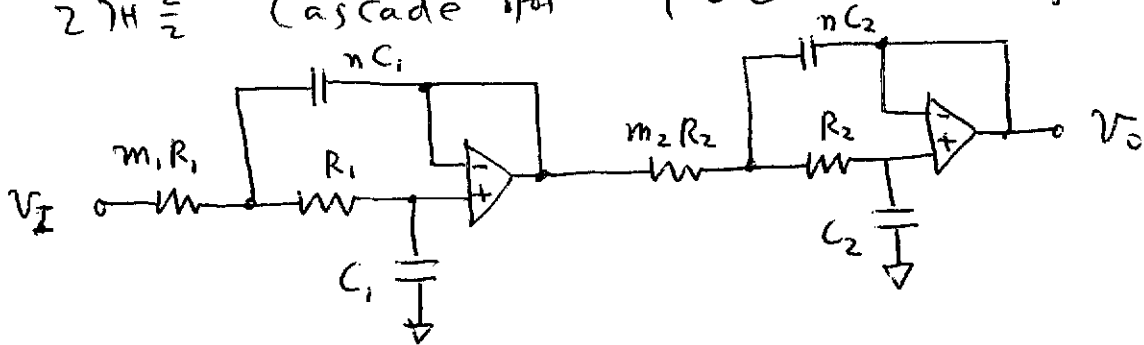 Cascade
nC₁
nC₂
m₁R₁
R₁
m₂R₂
R₂
V_I
V_o
C₁
C₂
- +
- +